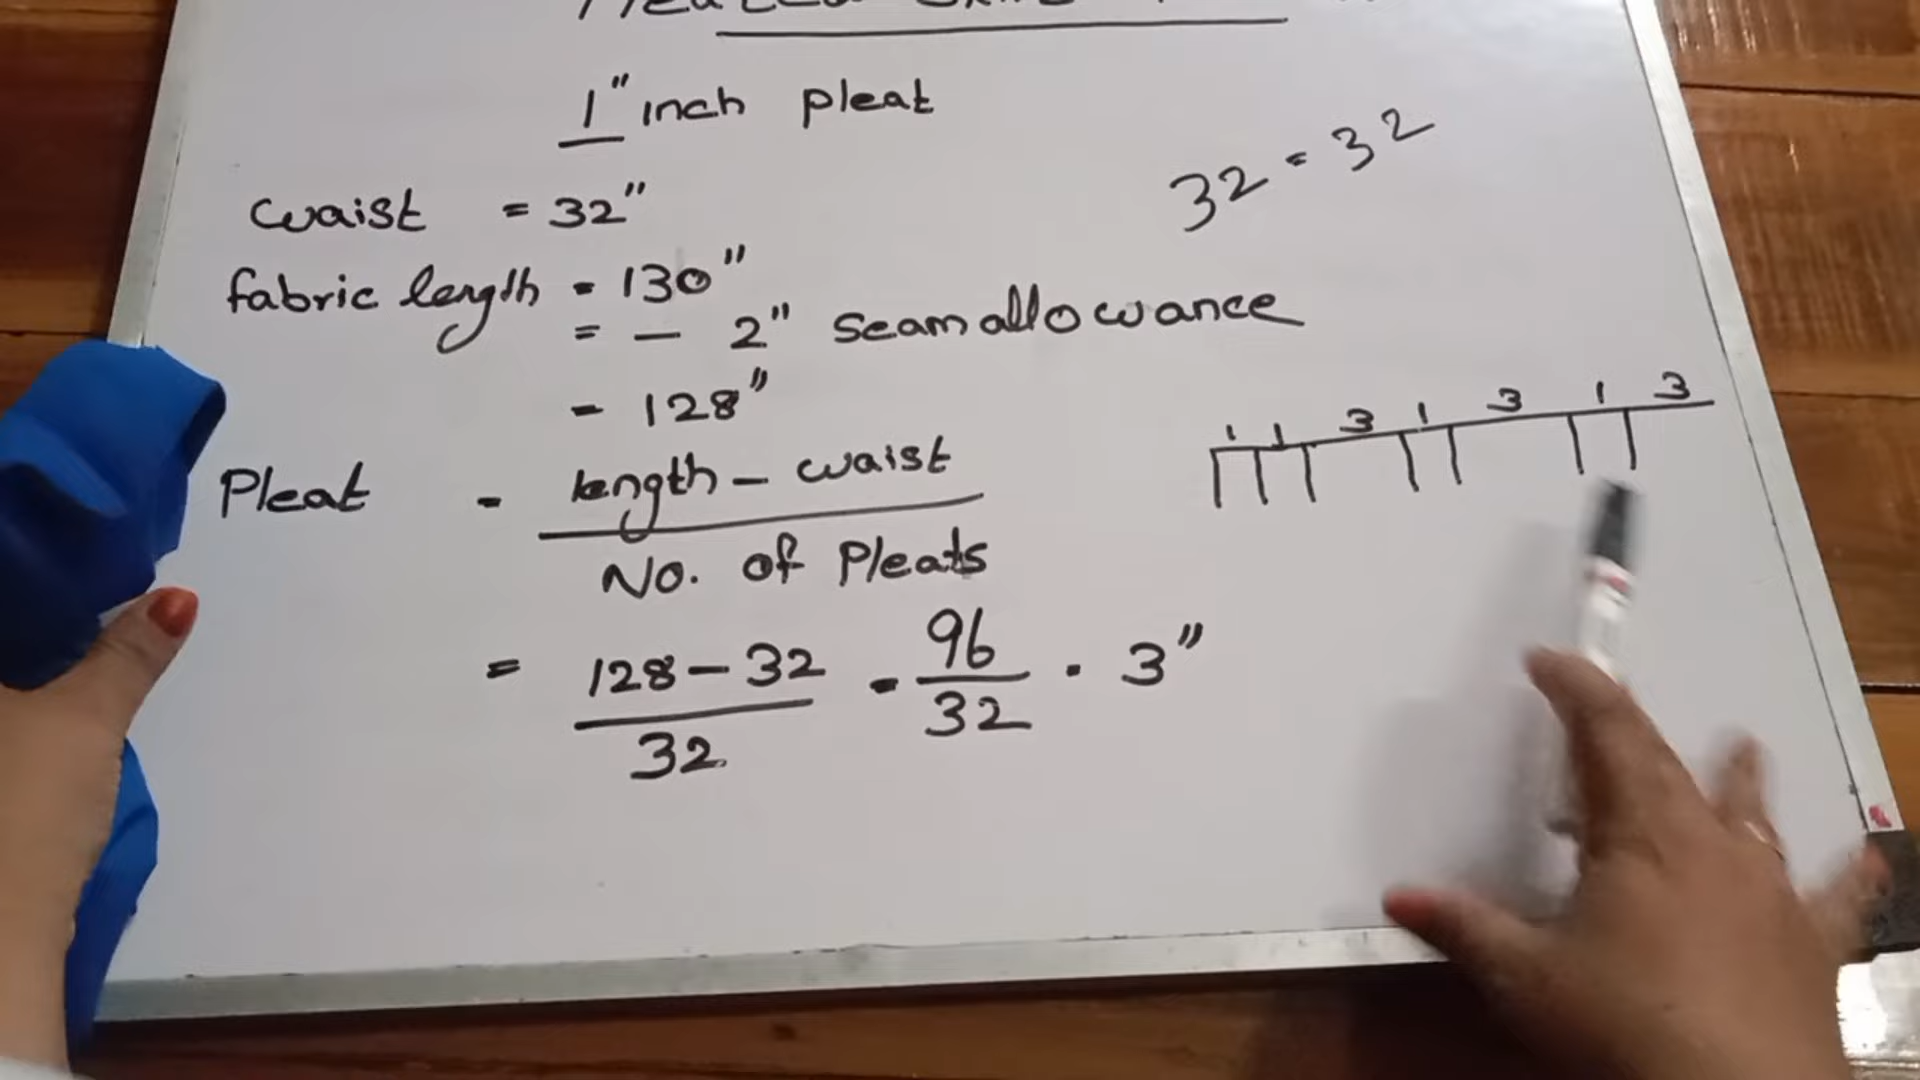 1" inch pleat
32 = 32
waist = 32"
fabric length = 130"
= - 2" seam allowance
= 128"
1 1 3 1 3 1 3
Pleat = length - waist
No. of Pleats
= 128 - 32 = 96 = 3"
32 32